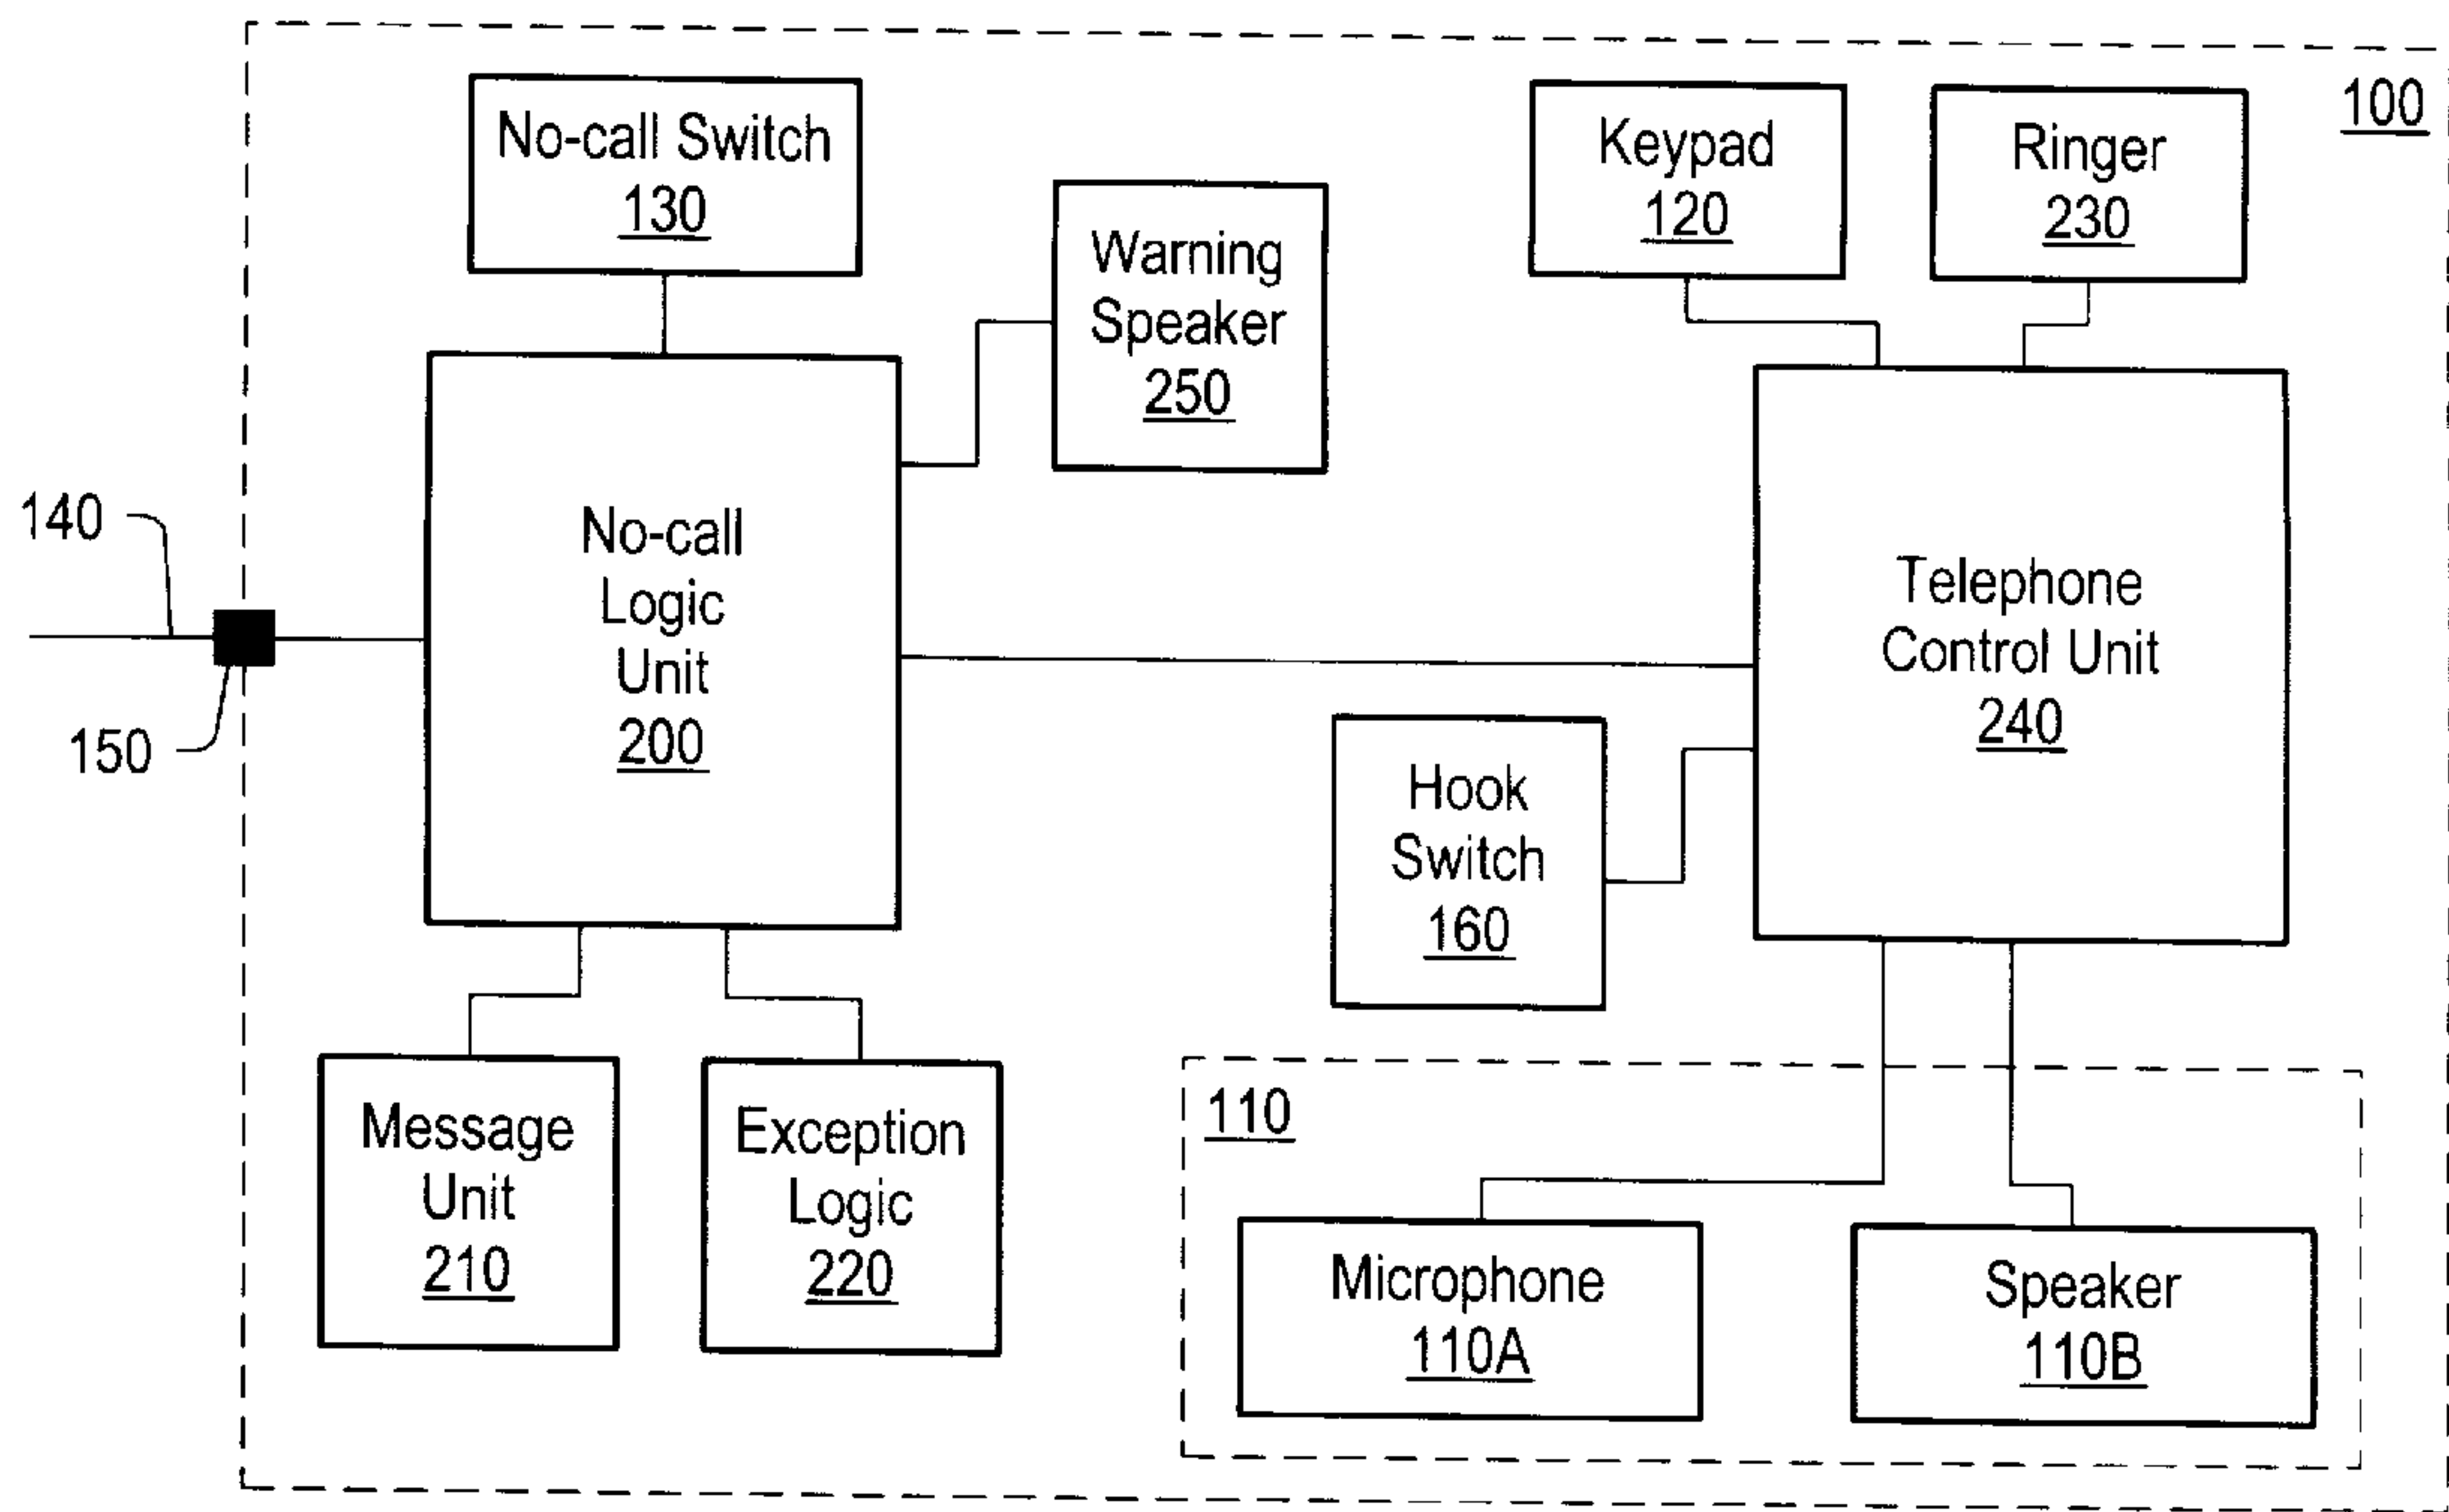 100
No-call Switch
130
Keypad
120
Ringer
230
Warning
Speaker
250
140
150
No-call
Logic
Unit
200
Telephone
Control Unit
240
Hook
Switch
160
Message
Unit
210
Exception
Logic
220
110
Microphone
110A
Speaker
110B